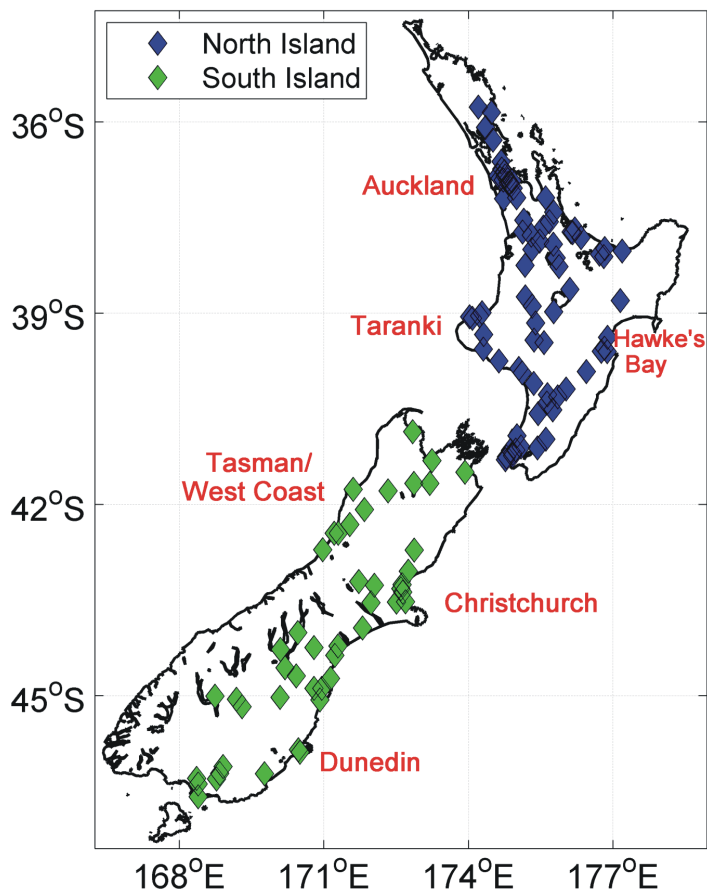 North Island
South Island
36°S
Auckland
39°S
Taranki
Hawke's
Bay
Tasman/
West Coast
42°S
Christchurch
45°S
Dunedin
168°E
171°E
174°E
177°E